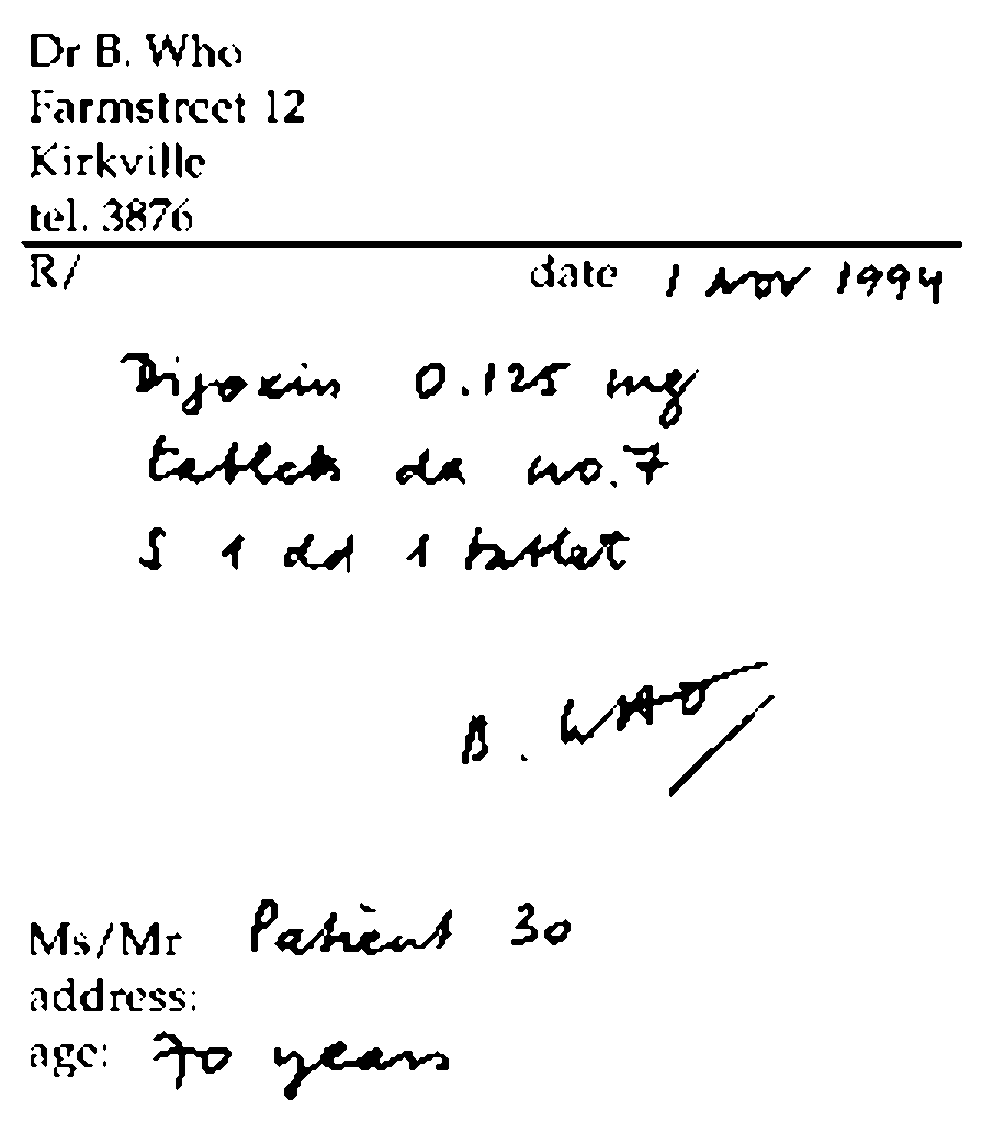 Dr B. Who
Farmstreet 12
Kirkville
tel. 3876
R/ date 1 Nov 1994
Digoxin 0.125 mg
tablets da no. 7
S 1 dd 1 tablet
B. WHO
Ms/Mr Patient 30
address:
age: 70 years